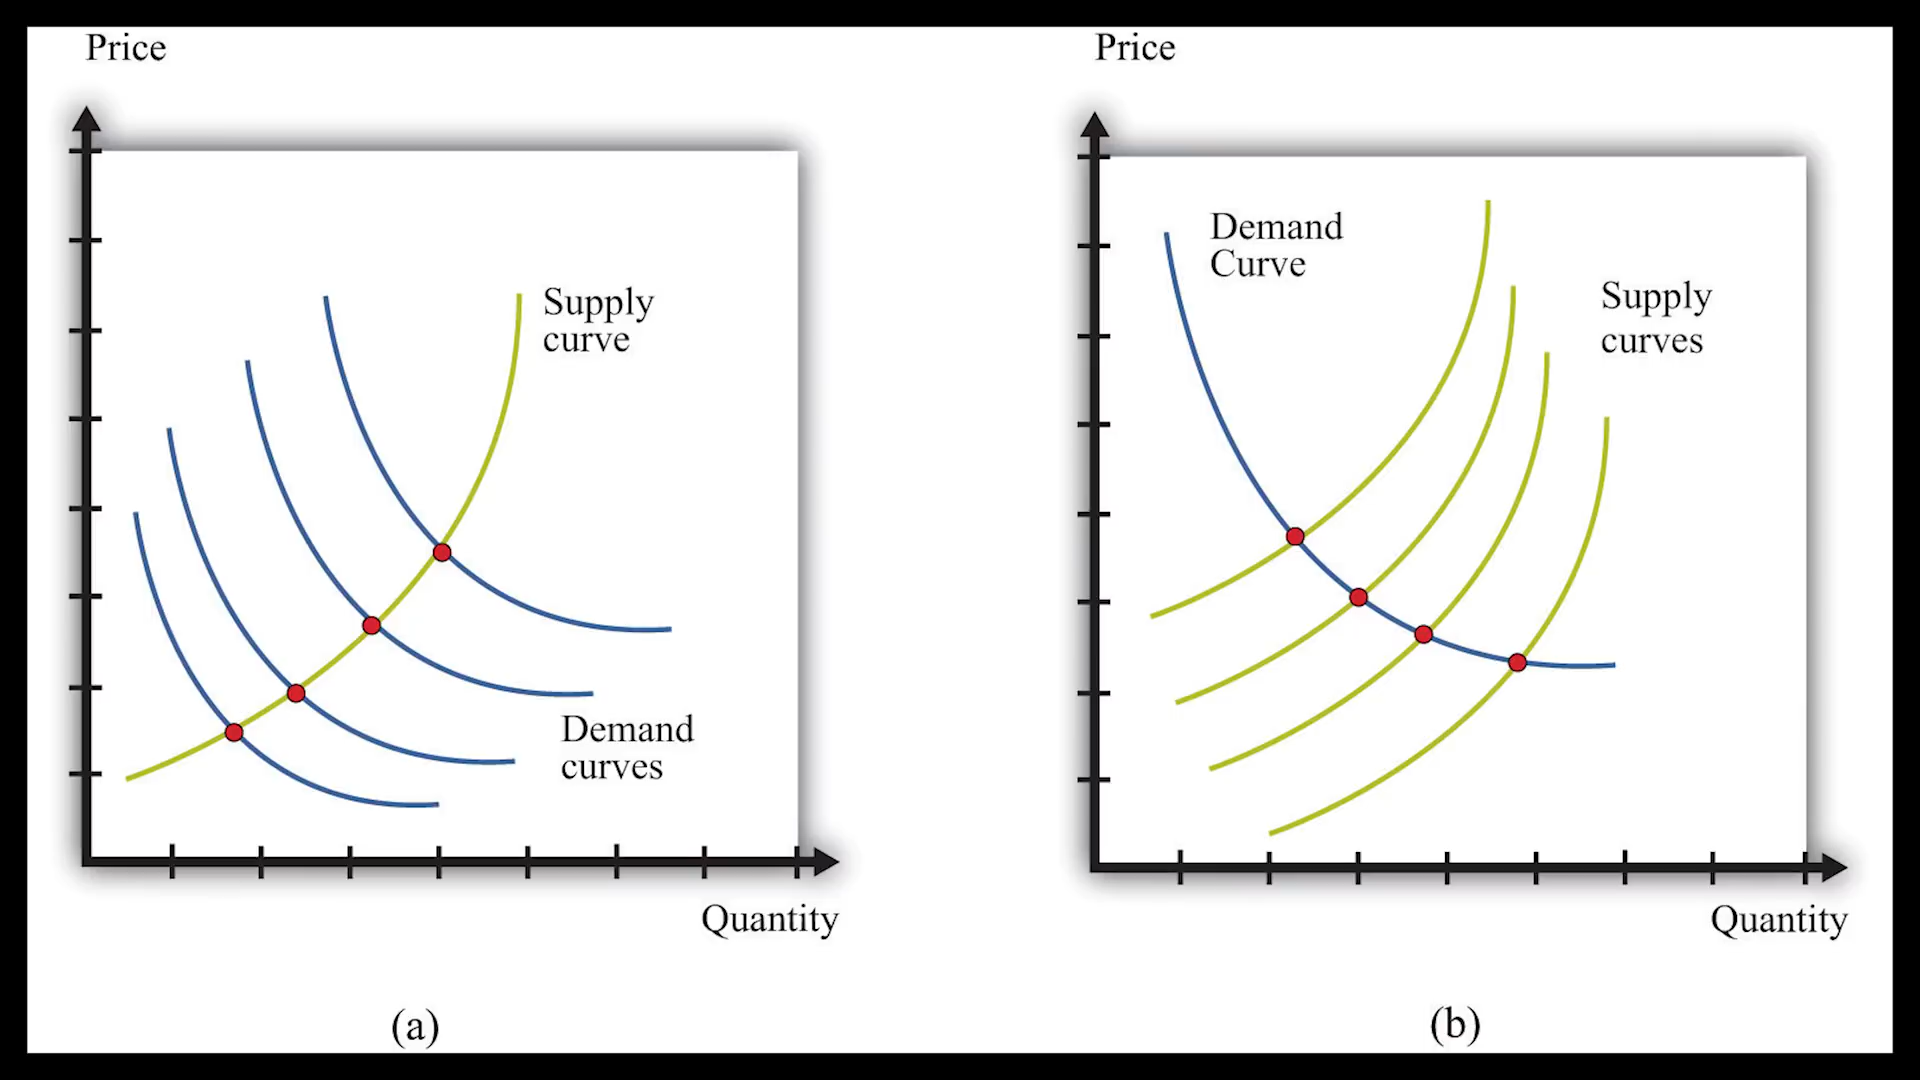 Price
Supply
curve
Demand
curves
Quantity
(a)
Price
Demand
Curve
Supply
curves
Quantity
(b)